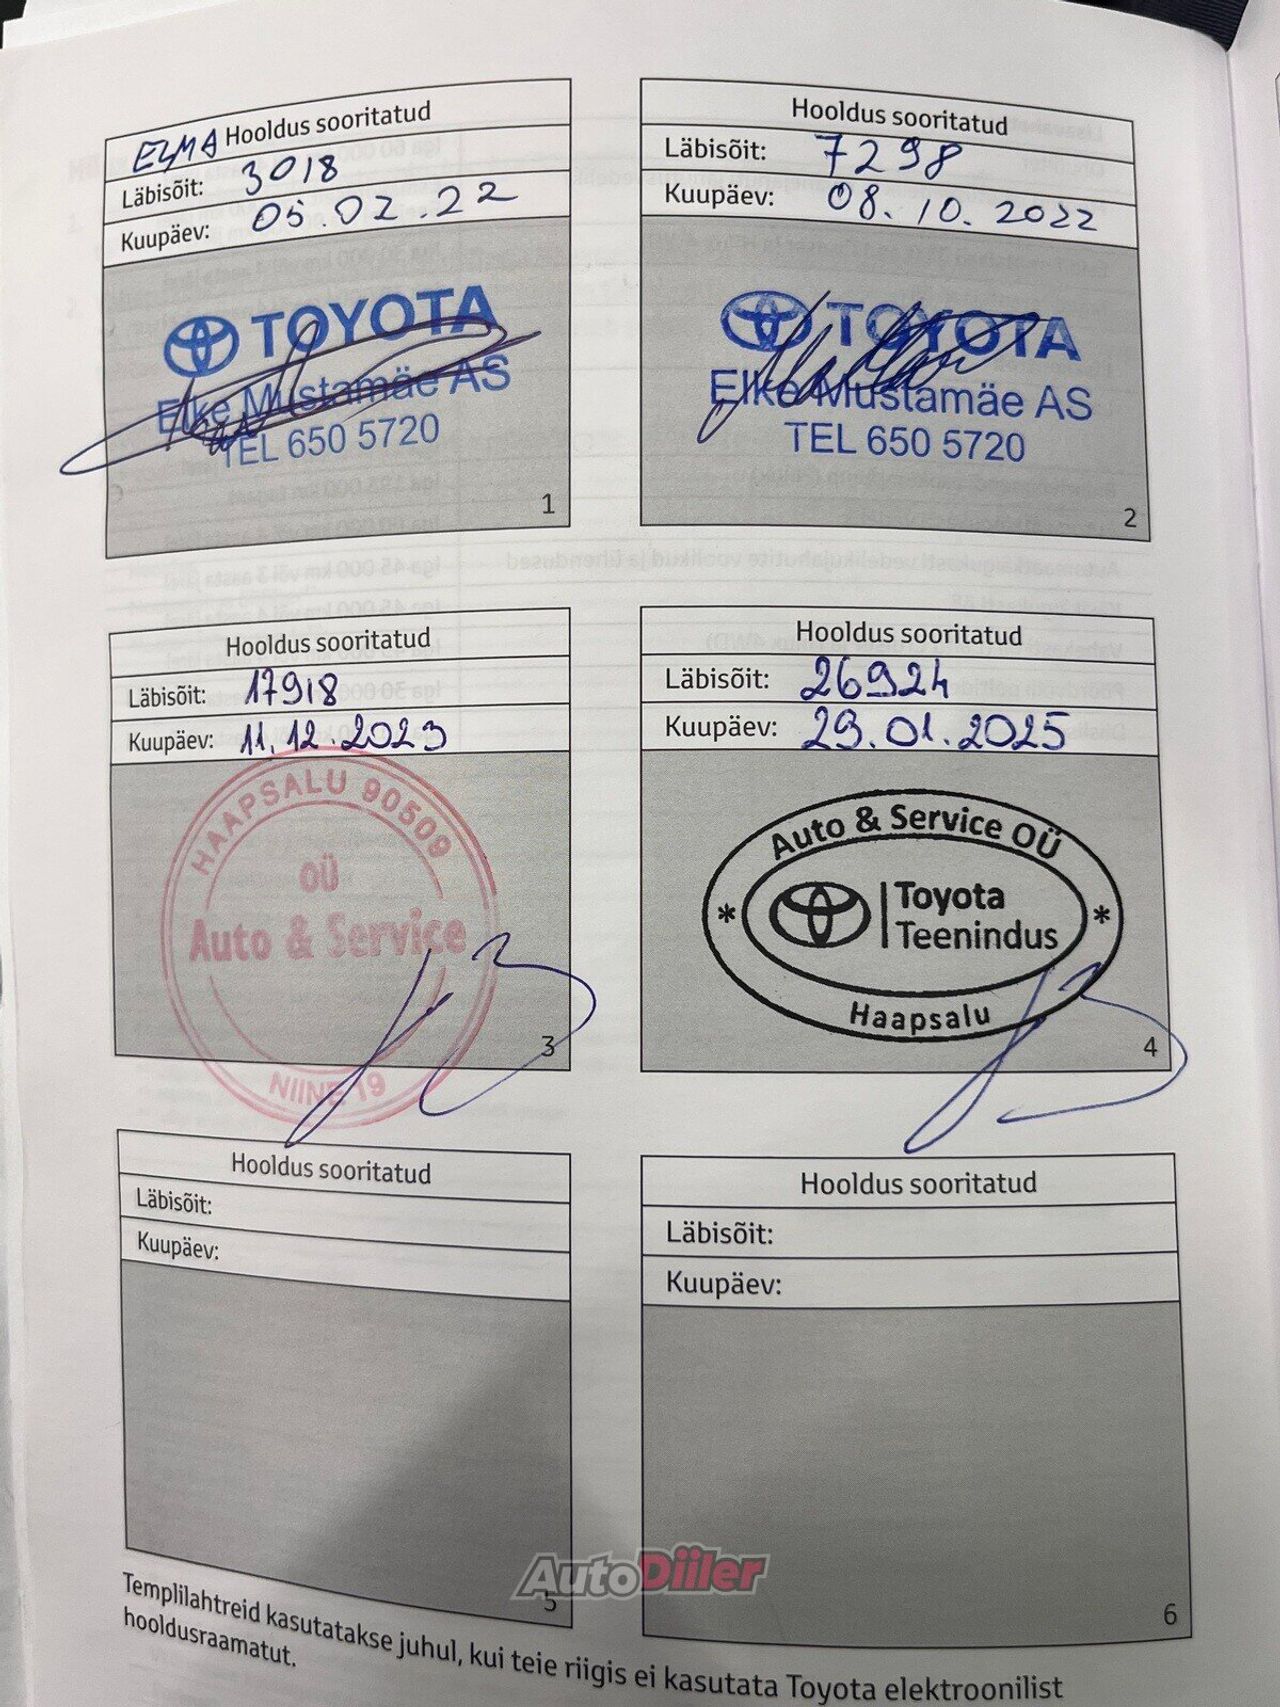 Hooldus sooritatud
Läbisõit: 3018
Kuupäev: 05.02.22
TOYOTA
Elke Mustamäe AS
TEL 650 5720
1
Hooldus sooritatud
Läbisõit: 7298
Kuupäev: 08.10.2022
TOYOTA
Elke Mustamäe AS
TEL 650 5720
2
Hooldus sooritatud
Läbisõit: 17918
Kuupäev: 11.12.2023
HAAPSALU 90509
OÜ
Auto & Service
NIINE 19
3
Hooldus sooritatud
Läbisõit: 26924
Kuupäev: 29.01.2025
Auto & Service OÜ
* Toyota *
Teenindus
Haapsalu
4
Hooldus sooritatud
Läbisõit:
Kuupäev:
5
Hooldus sooritatud
Läbisõit:
Kuupäev:
6
AutoDiiler
Templilahtreid kasutatakse juhul, kui teie riigis ei kasutata Toyota elektroonilist
hooldusraamatut.